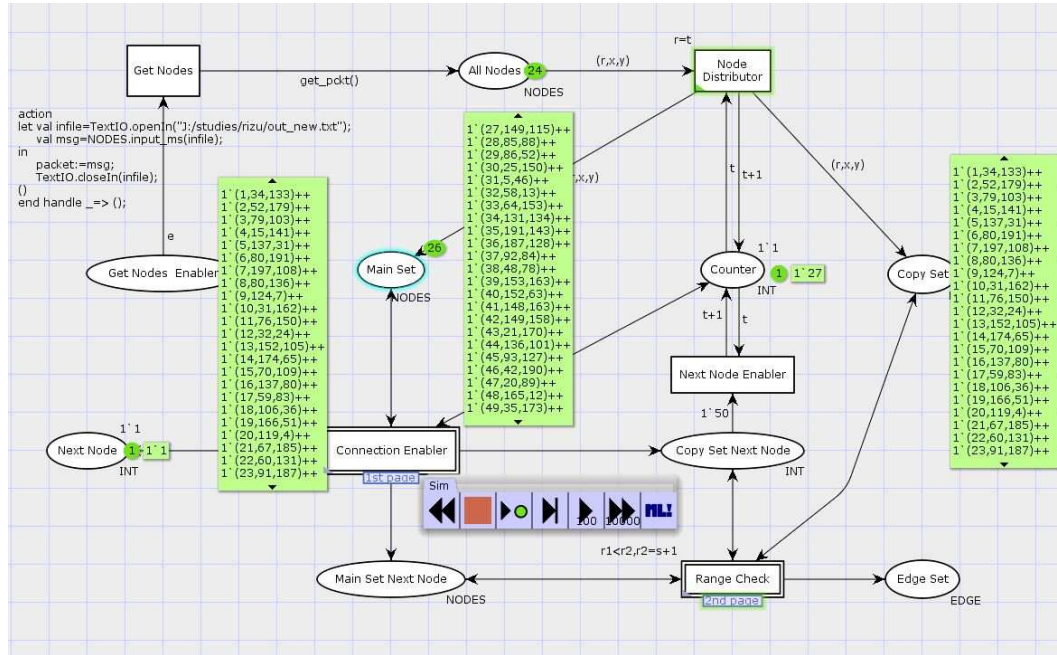 r=t
Get Nodes
All Nodes
24
NODES
(r,x,y)
Node
Distributor
get_pckt()
action
let val infile=TextIO.openIn("J:/studies/rizu/out_new.txt");
val msg=NODES.input_ms(infile);
in
packet:=msg;
TextIO.closeIn(infile);
()
end handle _=> ();
e
Get Nodes Enabler
1`(1,34,133)++
1`(2,52,179)++
1`(3,79,103)++
1`(4,15,141)++
1`(5,137,31)++
1`(6,80,191)++
1`(7,197,108)++
1`(8,80,136)++
1`(9,124,7)++
1`(10,31,162)++
1`(11,76,150)++
1`(12,32,24)++
1`(13,152,105)++
1`(14,174,65)++
1`(15,70,109)++
1`(16,137,80)++
1`(17,59,83)++
1`(18,106,36)++
1`(19,166,51)++
1`(20,119,4)++
1`(21,67,185)++
1`(22,60,131)++
1`(23,91,187)++
26
Main Set
NODES
1`(27,149,115)++
1`(28,85,88)++
1`(29,86,52)++
1`(30,25,150)++
1`(31,5,46)++
1`(32,58,13)++
1`(33,64,153)++
1`(34,131,134)++
1`(35,191,143)++
1`(36,187,128)++
1`(37,92,84)++
1`(38,48,78)++
1`(39,153,163)++
1`(40,152,63)++
1`(41,148,163)++
1`(42,149,158)++
1`(43,21,170)++
1`(44,136,101)++
1`(45,93,127)++
1`(46,42,190)++
1`(47,20,89)++
1`(48,165,12)++
1`(49,35,173)++
r,x,y)
t
t+1
(r,x,y)
1`1
Counter
INT
1
1`27
t+1
t
Next Node Enabler
1`50
Copy Set
1`(1,34,133)++
1`(2,52,179)++
1`(3,79,103)++
1`(4,15,141)++
1`(5,137,31)++
1`(6,80,191)++
1`(7,197,108)++
1`(8,80,136)++
1`(9,124,7)++
1`(10,31,162)++
1`(11,76,150)++
1`(12,32,24)++
1`(13,152,105)++
1`(14,174,65)++
1`(15,70,109)++
1`(16,137,80)++
1`(17,59,83)++
1`(18,106,36)++
1`(19,166,51)++
1`(20,119,4)++
1`(21,67,185)++
1`(22,60,131)++
1`(23,91,187)++
1`1
Next Node
1
1`1
INT
Connection Enabler
1st page
Copy Set Next Node
INT
Sim
100
10000
ML!
r1<r2,r2=s+1
Main Set Next Node
NODES
Range Check
2nd page
Edge Set
EDGE